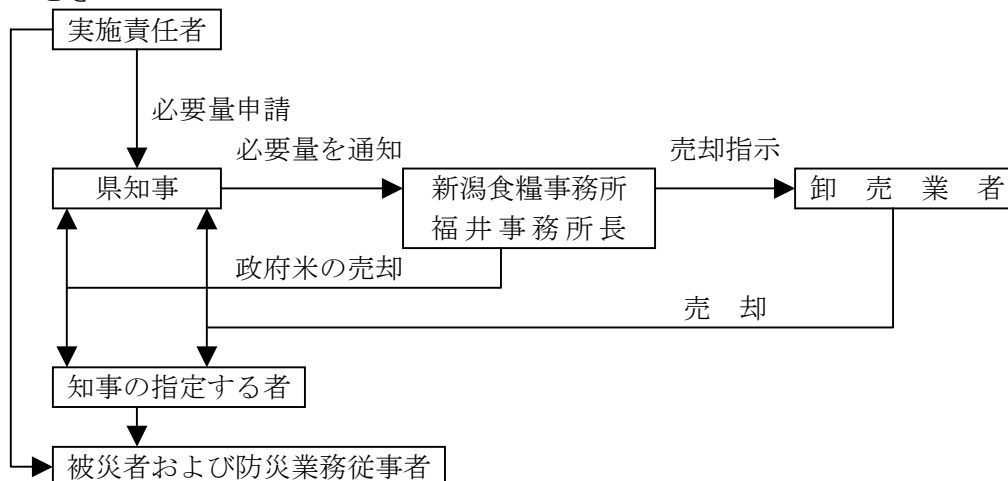 実施責任者
必要量申請
必要量を通知
売却指示
県知事
新潟食糧事務所
福井事務所長
卸売業者
政府米の売却
売却
知事の指定する者
被災者および防災業務従事者